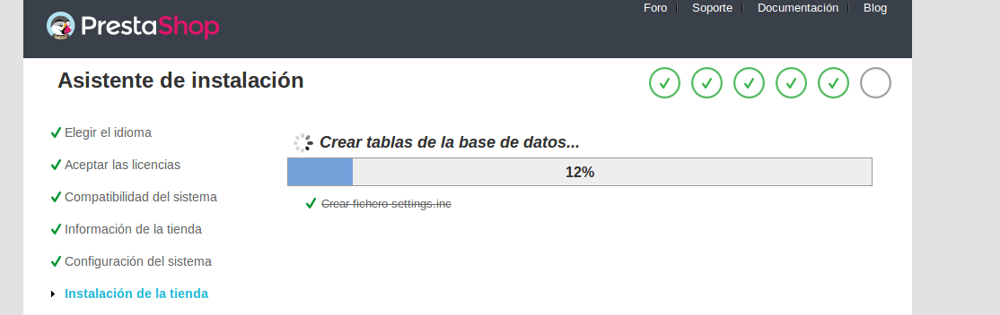 PrestaShop
Foro Soporte Documentación Blog
Asistente de instalación
Elegir el idioma
Aceptar las licencias
Compatibilidad del sistema
Información de la tienda
Configuración del sistema
Instalación de la tienda
Crear tablas de la base de datos...
12%
Crear fichero settings.inc